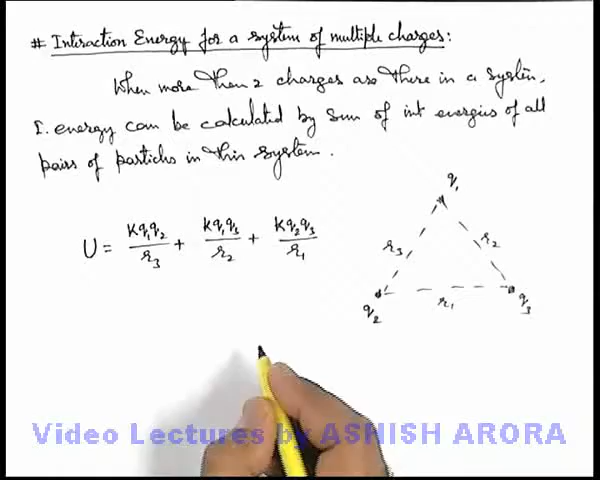 # Interaction Energy for a system of multiple charges:
When more than 2 charges are there in a system,
I. energy can be calculated by sum of int energies of all
pairs of particles in this system.
U = kq₁q₂/r₃ + kq₁q₃/r₂ + kq₂q₃/r₁
q₁
r₃ r₂
q₂ r₁ q₃
Video Lectures by ASHISH ARORA